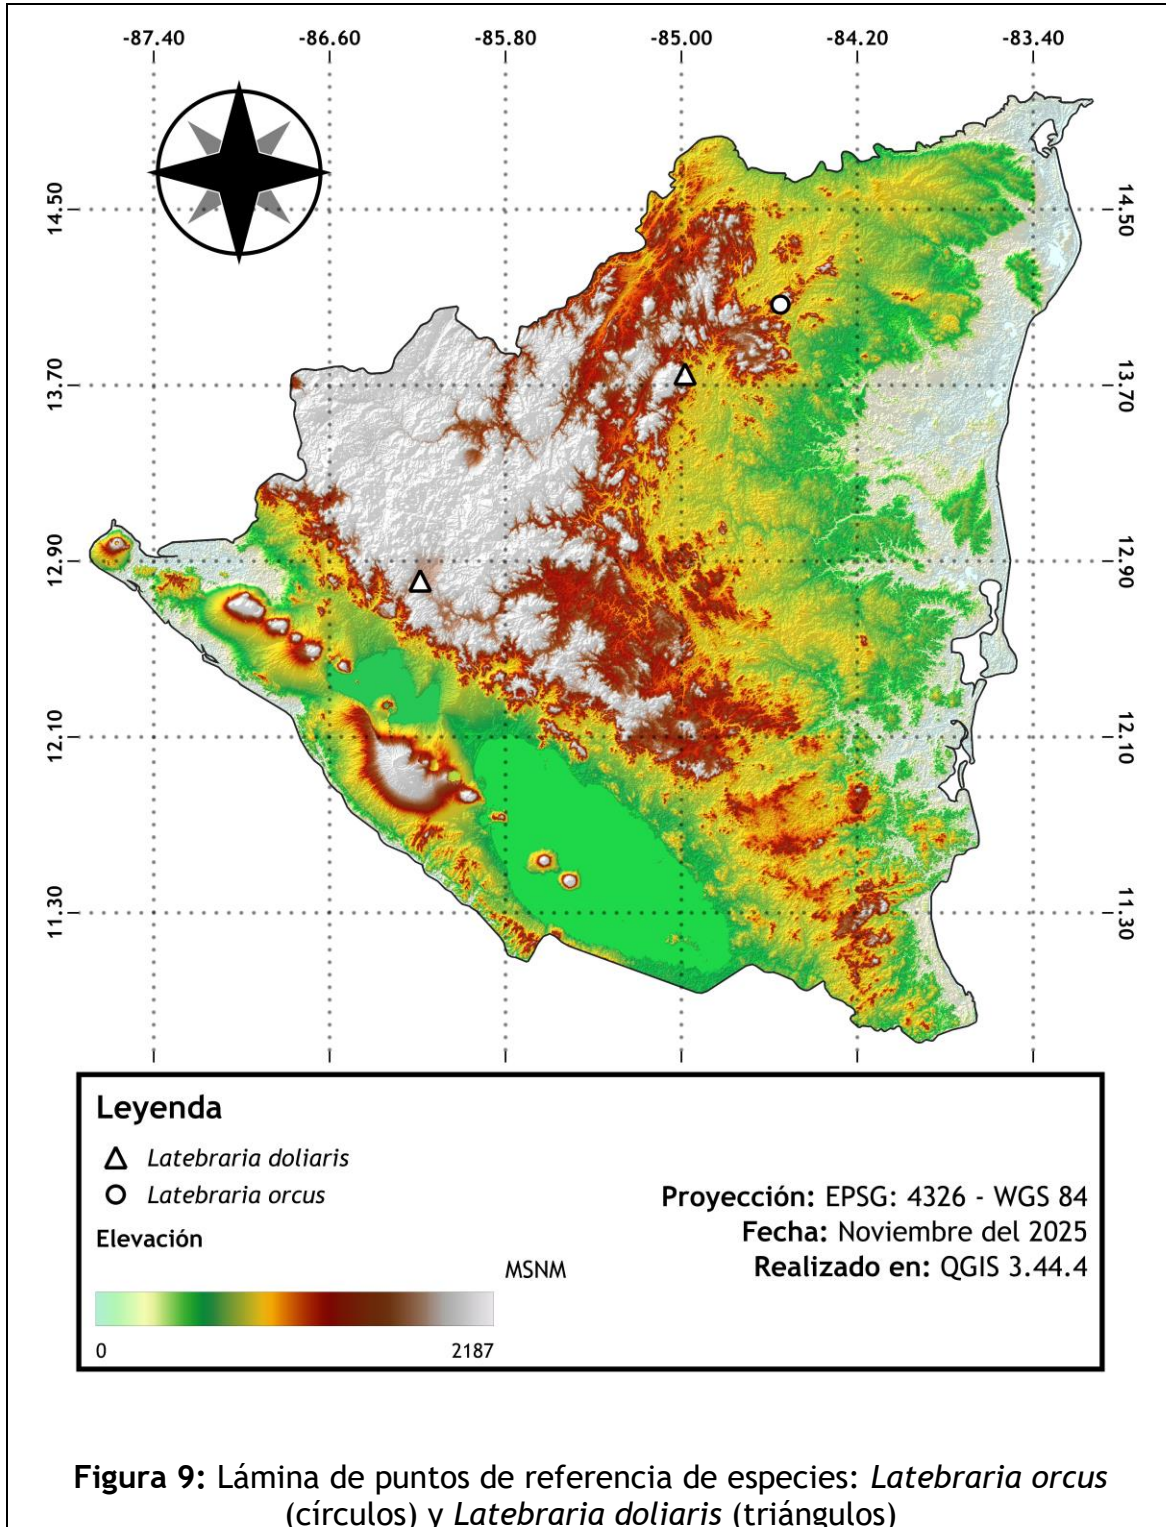 -87.40 -86.60 -85.80 -85.00 -84.20 -83.40
14.50 14.50
13.70 13.70
12.90 12.90
12.10 12.10
11.30 11.30
Leyenda
Latebraria doliaris
Latebraria orcus
Elevación
MSNM
0 2187
Proyección: EPSG: 4326 - WGS 84
Fecha: Noviembre del 2025
Realizado en: QGIS 3.44.4
Figura 9: Lámina de puntos de referencia de especies: Latebraria orcus
(círculos) y Latebraria doliaris (triángulos)